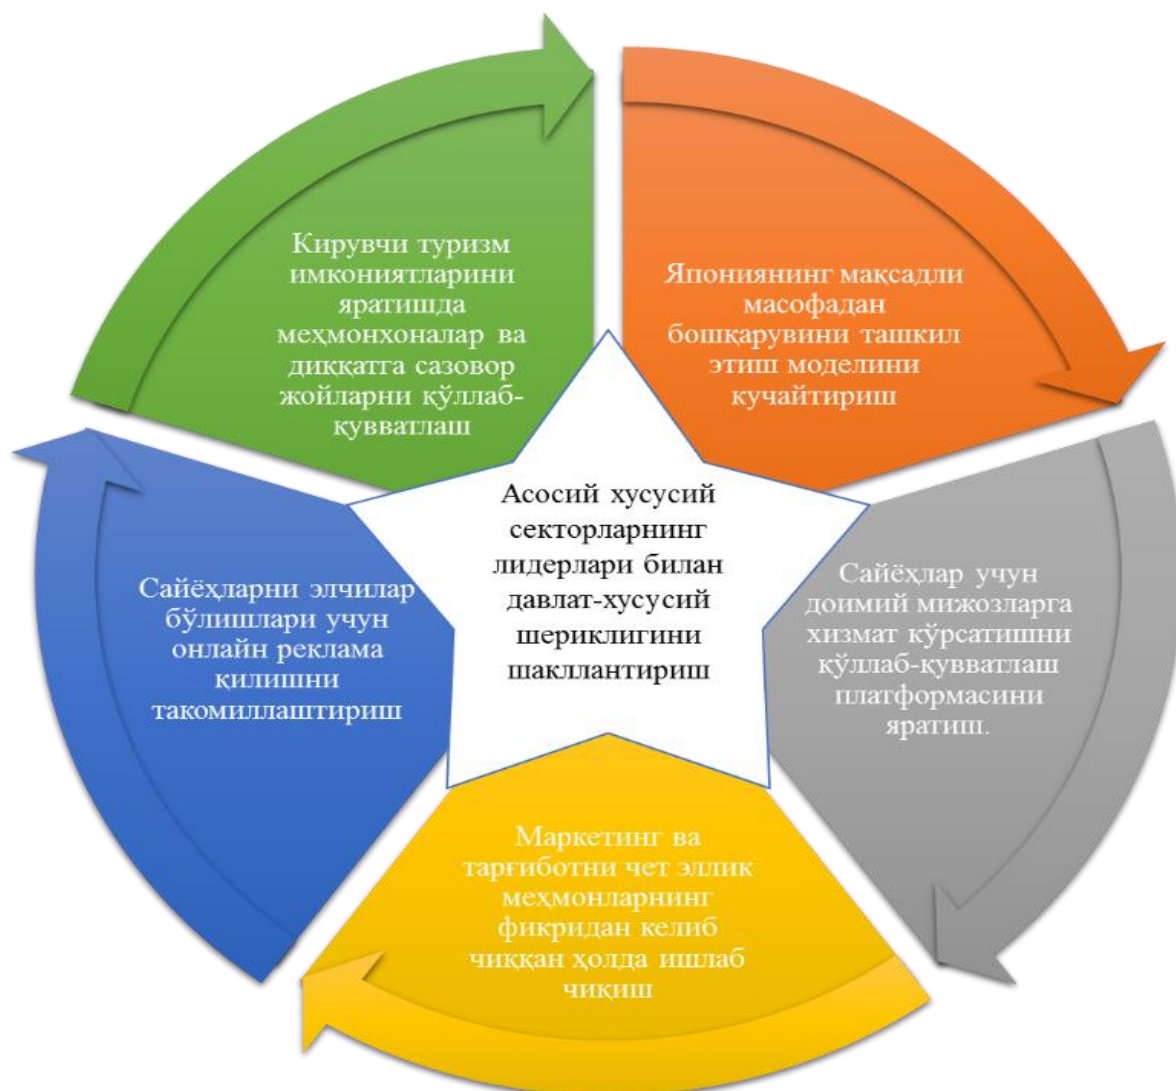 Кирувчи туризм
имкониятларини
яратишда
меҳмонхоналар ва
диққатга сазовор
жойларни қўллаб-
қувватлаш
Япониянинг мақсадли
масофадан
бошқарувини ташкил
этиш моделини
кучайтириш
Асосий хусусий
секторларнинг
лидерлари билан
давлат-хусусий
шериклигини
шакллантириш
Сайёҳларни элчилар
бўлишлари учун
онлайн реклама
қилишни
такомиллаштириш
Сайёҳлар учун
доимий мижозларга
хизмат кўрсатишни
қўллаб-қувватлаш
платформасини
яратиш.
Маркетинг ва
тарғиботни чет эллик
меҳмонларнинг
фикридан келиб
чиққан ҳолда ишлаб
чиқиш